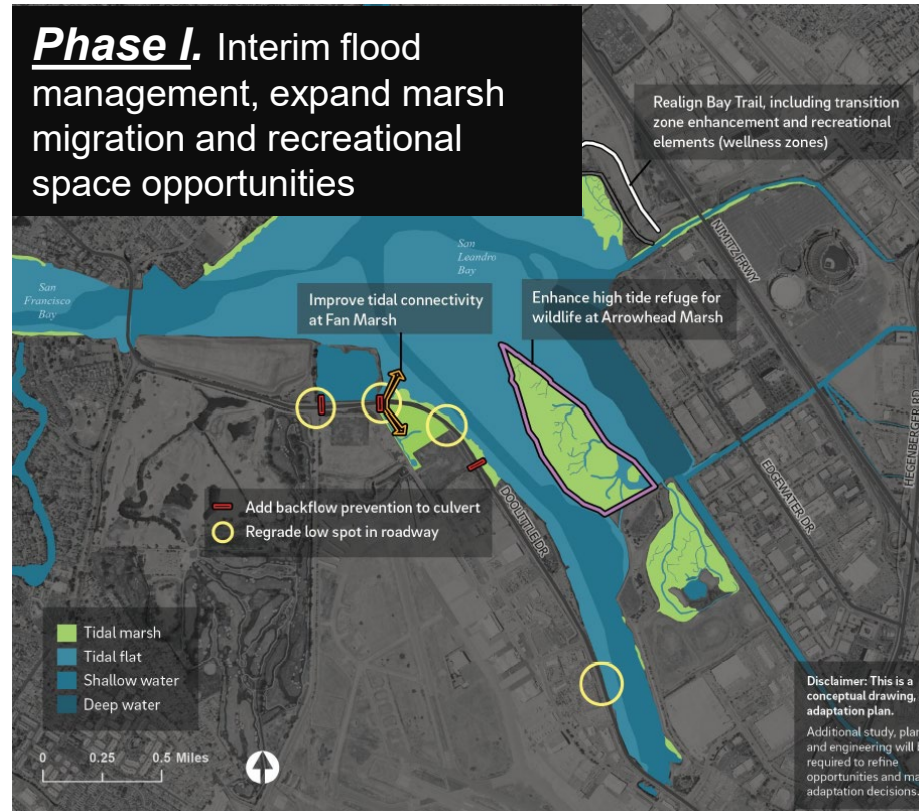 Phase I. Interim flood
management, expand marsh
migration and recreational
space opportunities
Realign Bay Trail, including transition
zone enhancement and recreational
elements (wellness zones)
San
Leandro
Bay
NIMITZ FRWY
San
Francisco
Bay
Improve tidal connectivity
at Fan Marsh
Enhance high tide refuge for
wildlife at Arrowhead Marsh
HEGENBERGER RD
EDGEWATER DR
DOOLITTLE DR
Add backflow prevention to culvert
Regrade low spot in roadway
Tidal marsh
Tidal flat
Shallow water
Deep water
0 0.25 0.5 Miles
Disclaimer: This is a
conceptual drawing,
adaptation plan.
Additional study,
and engineering will
required to refine
opportunities and
adaptation decisions.